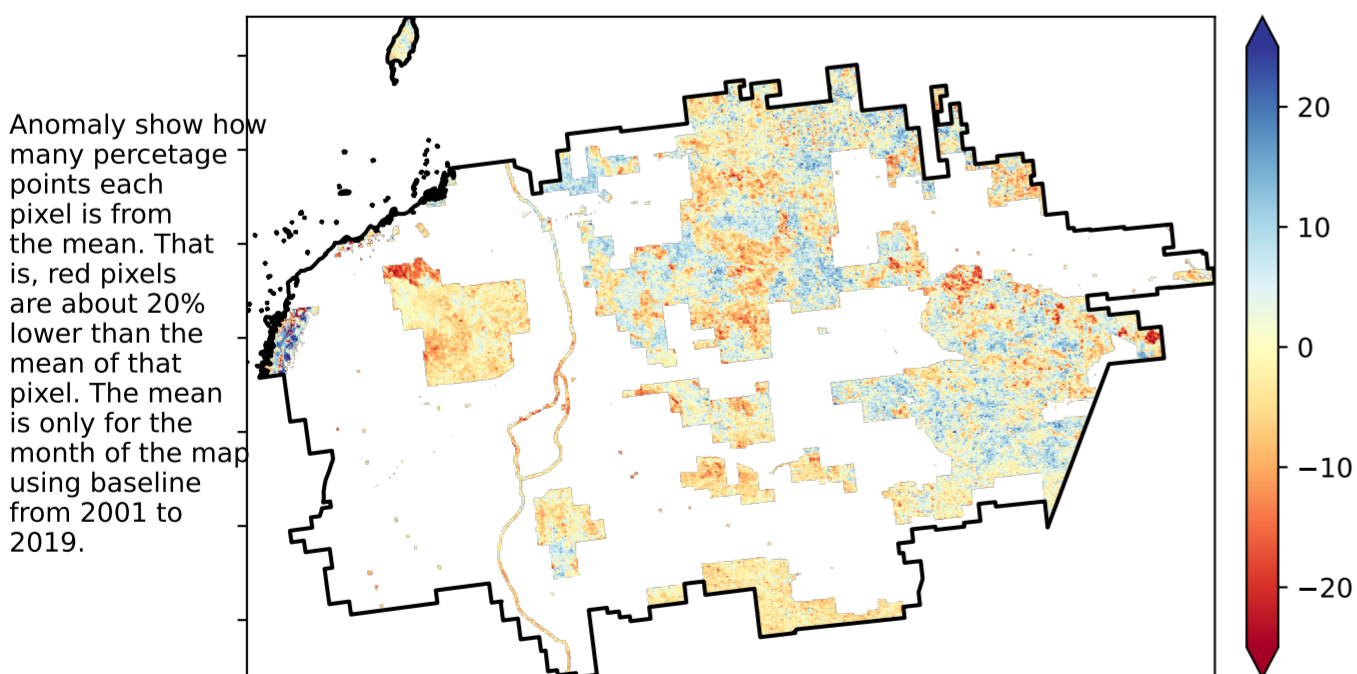 Anomaly show how
many percetage
points each
pixel is from
the mean. That
is, red pixels
are about 20%
lower than the
mean of that
pixel. The mean
is only for the
month of the map
using baseline
from 2001 to
2019.
20
10
0
−10
−20